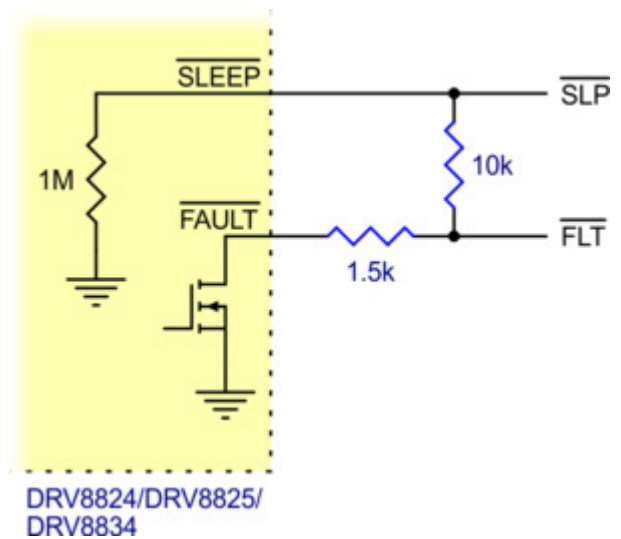 SLEEP
SLP
1M
10k
FAULT
FLT
1.5k
DRV8824/DRV8825/
DRV8834